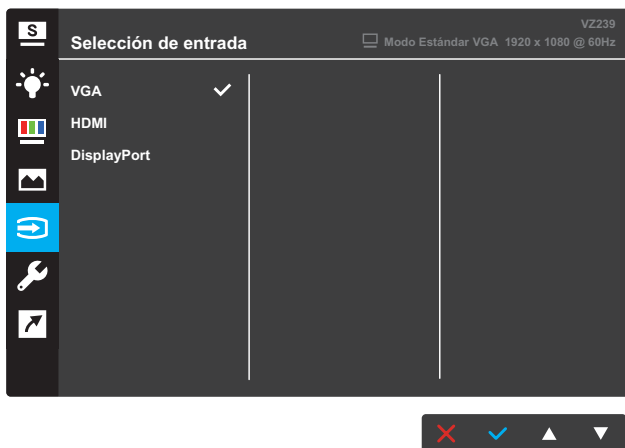 S
VZ239
Selección de entrada
Modo Estándar VGA 1920 x 1080 @ 60Hz
VGA
HDMI
DisplayPort